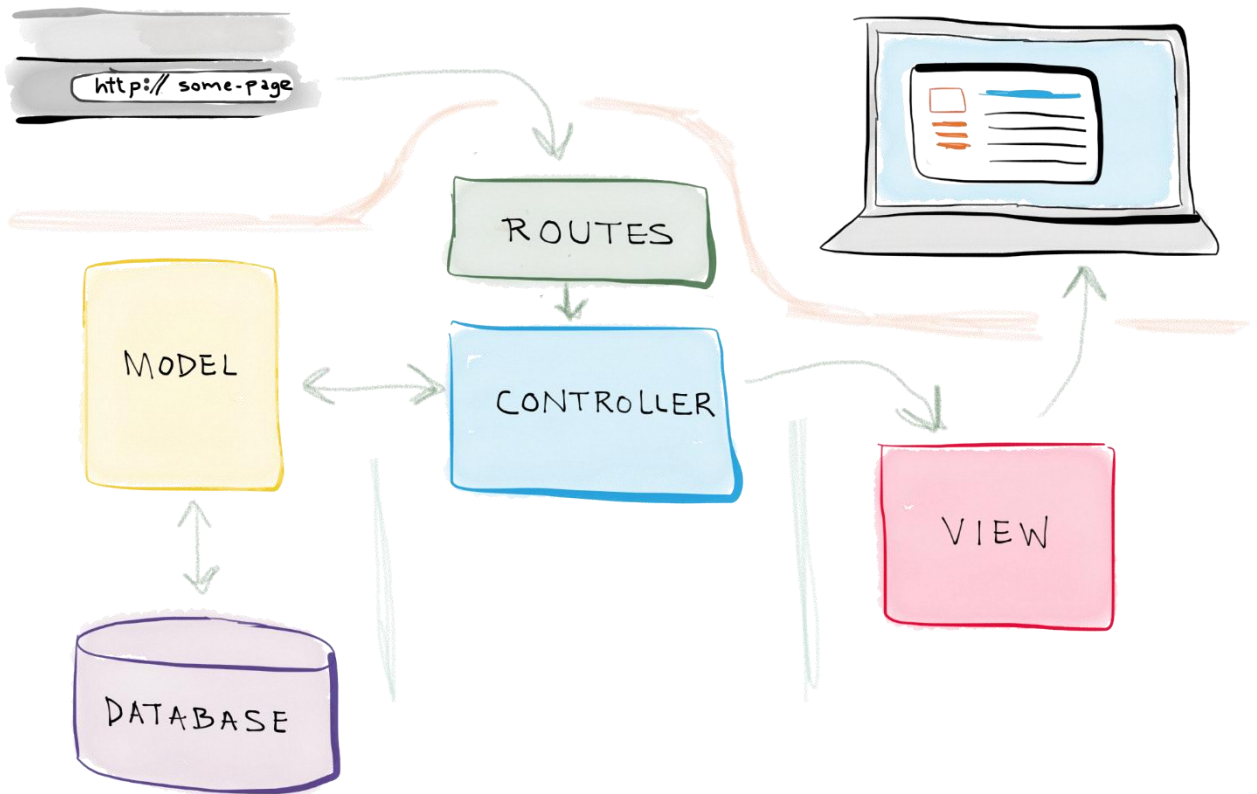 http:// some-page
ROUTES
MODEL
CONTROLLER
VIEW
DATABASE